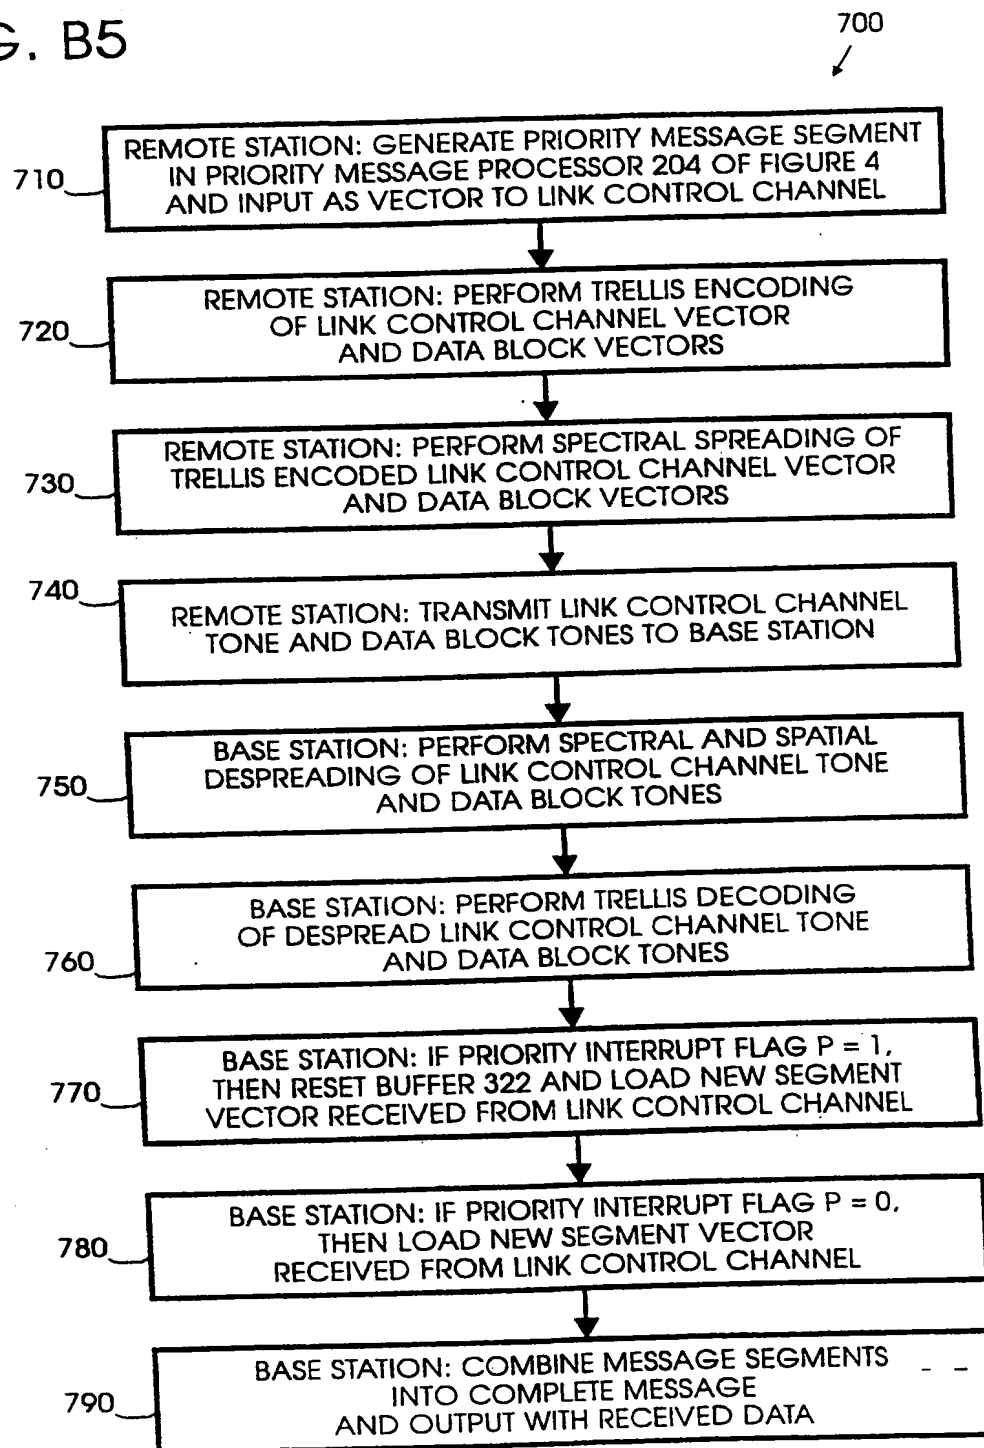 G. B5
700
710
REMOTE STATION: GENERATE PRIORITY MESSAGE SEGMENT
IN PRIORITY MESSAGE PROCESSOR 204 OF FIGURE 4
AND INPUT AS VECTOR TO LINK CONTROL CHANNEL
720
REMOTE STATION: PERFORM TRELLIS ENCODING
OF LINK CONTROL CHANNEL VECTOR
AND DATA BLOCK VECTORS
730
REMOTE STATION: PERFORM SPECTRAL SPREADING OF
TRELLIS ENCODED LINK CONTROL CHANNEL VECTOR
AND DATA BLOCK VECTORS
740
REMOTE STATION: TRANSMIT LINK CONTROL CHANNEL
TONE AND DATA BLOCK TONES TO BASE STATION
750
BASE STATION: PERFORM SPECTRAL AND SPATIAL
DESPREADING OF LINK CONTROL CHANNEL TONE
AND DATA BLOCK TONES
760
BASE STATION: PERFORM TRELLIS DECODING
OF DESPREAD LINK CONTROL CHANNEL TONE
AND DATA BLOCK TONES
770
BASE STATION: IF PRIORITY INTERRUPT FLAG P = 1,
THEN RESET BUFFER 322 AND LOAD NEW SEGMENT
VECTOR RECEIVED FROM LINK CONTROL CHANNEL
780
BASE STATION: IF PRIORITY INTERRUPT FLAG P = 0,
THEN LOAD NEW SEGMENT VECTOR
RECEIVED FROM LINK CONTROL CHANNEL
790
BASE STATION: COMBINE MESSAGE SEGMENTS
INTO COMPLETE MESSAGE
AND OUTPUT WITH RECEIVED DATA